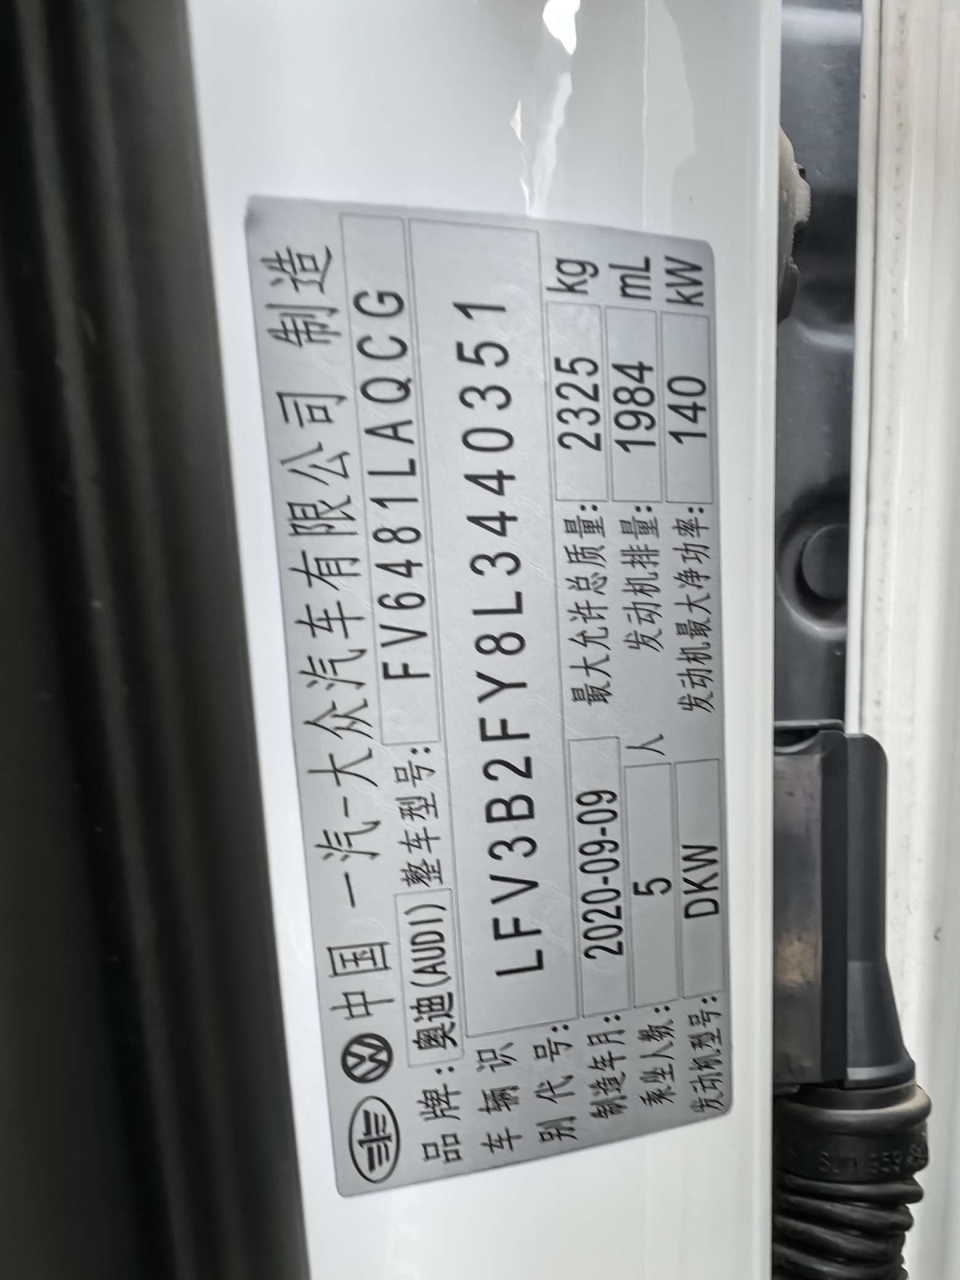 中国 一汽-大众汽车有限公司 制造
品牌: 奥迪(AUDI) 整车型号: FV6481LAQCG
车辆识别代号: LFV3B2FY8L3440351
制造年月: 2020-09-09 最大允许总质量: 2325 kg
乘坐人数: 5 人 发动机排量: 1984 mL
发动机型号: DKW 发动机最大净功率: 140 kW